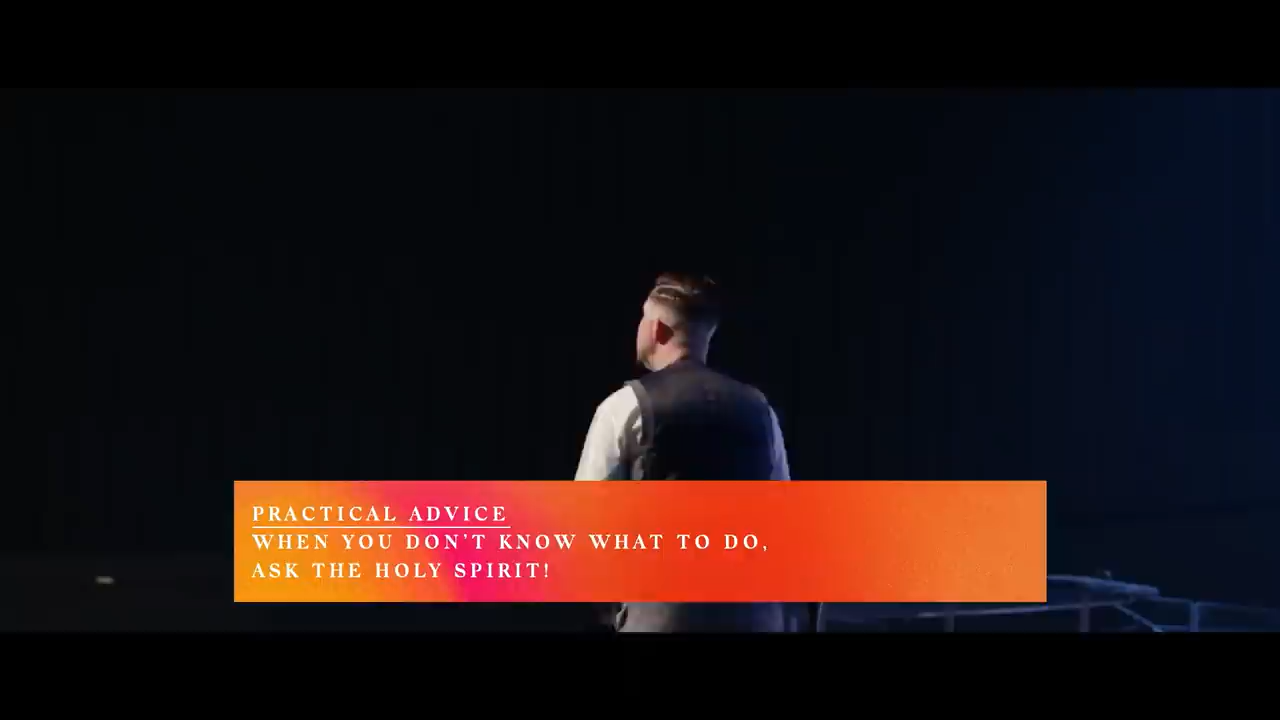 PRACTICAL ADVICE
WHEN YOU DON'T KNOW WHAT TO DO,
ASK THE HOLY SPIRIT!